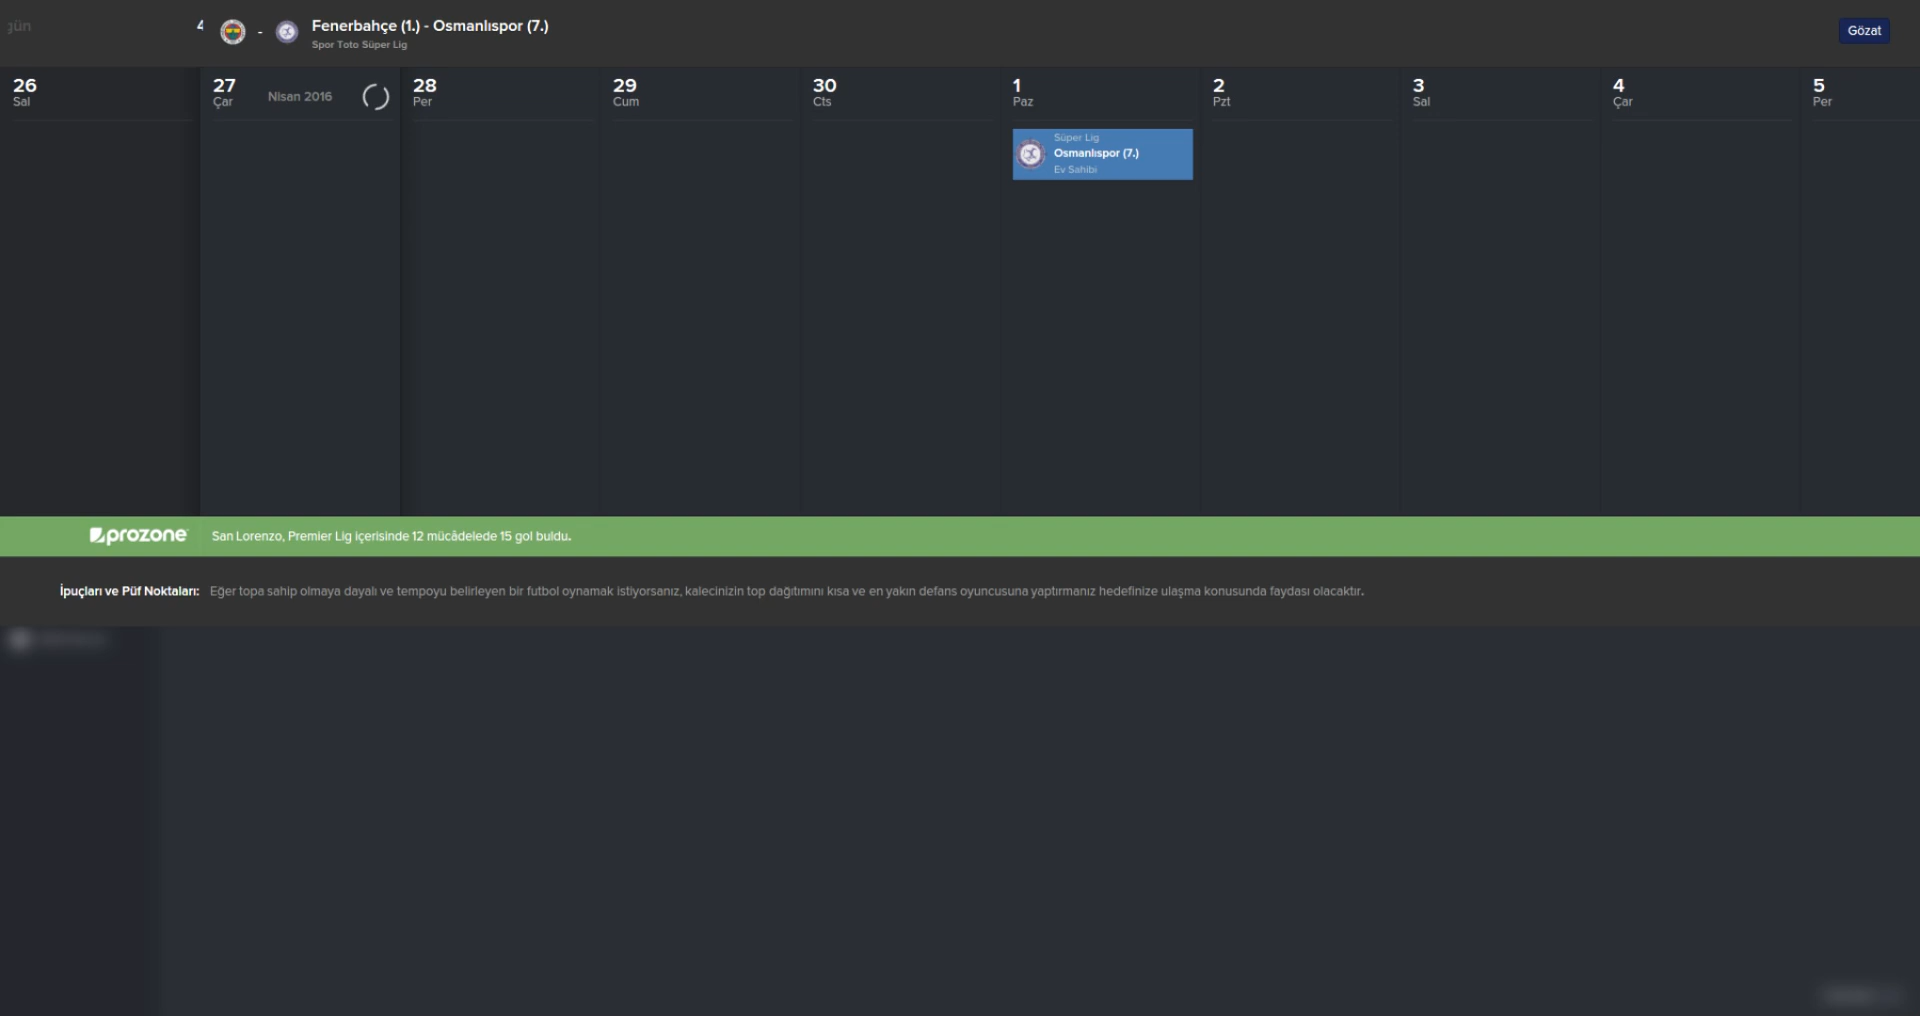 gün
4
Fenerbahçe (1.) - Osmanlıspor (7.)
Spor Toto Süper Lig
Gözat
26
Sal
27
Çar
Nisan 2016
28
Per
29
Cum
30
Cts
1
Paz
2
Pzt
3
Sal
4
Çar
5
Per
Süper Lig
Osmanlıspor (7.)
Ev Sahibi
prozone
San Lorenzo, Premier Lig içerisinde 12 mücâdelede 15 gol buldu.
İpuçları ve Püf Noktaları: Eğer topa sahip olmaya dayalı ve tempoyu belirleyen bir futbol oynamak istiyorsanız, kalecinizin top dağıtımını kısa ve en yakın defans oyuncusuna yaptırmanız hedefinize ulaşma konusunda faydası olacaktır.